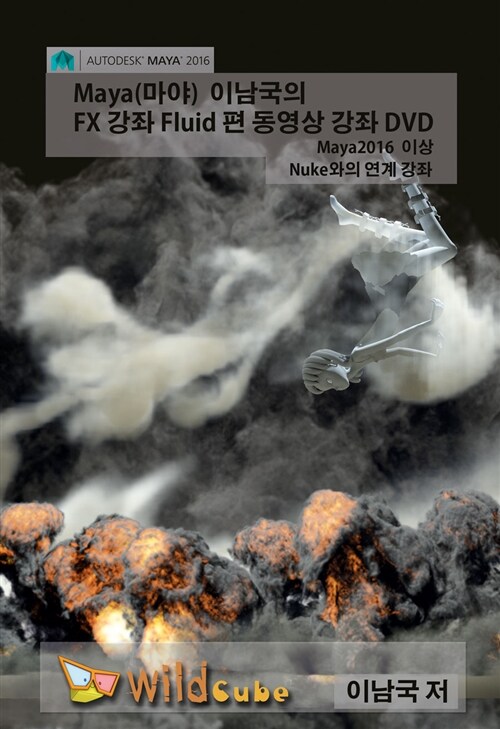 AUTODESK® MAYA® 2016
Maya(마야) 이남국의
FX 강좌 Fluid 편 동영상 강좌 DVD
Maya2016 이상
Nuke와의 연계 강좌
Wildcube
이남국 저